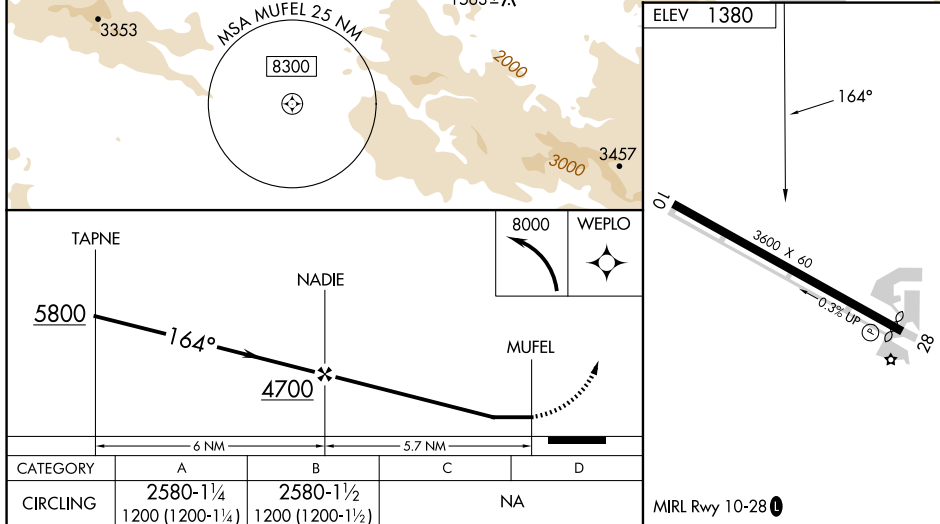 3353
MSA MUFEL 25 NM
8300
2000
3000
3457
ELEV 1380
164°
10
3600 X 60
0.3% UP
P
28
MIRL Rwy 10-28 L
TAPNE
NADIE
MUFEL
8000
WEPLO
5800
164°
4700
6 NM
5.7 NM
CATEGORY A B C D
CIRCLING 2580-1¼ 2580-1½ NA
1200 (1200-1¼) 1200 (1200-1½)